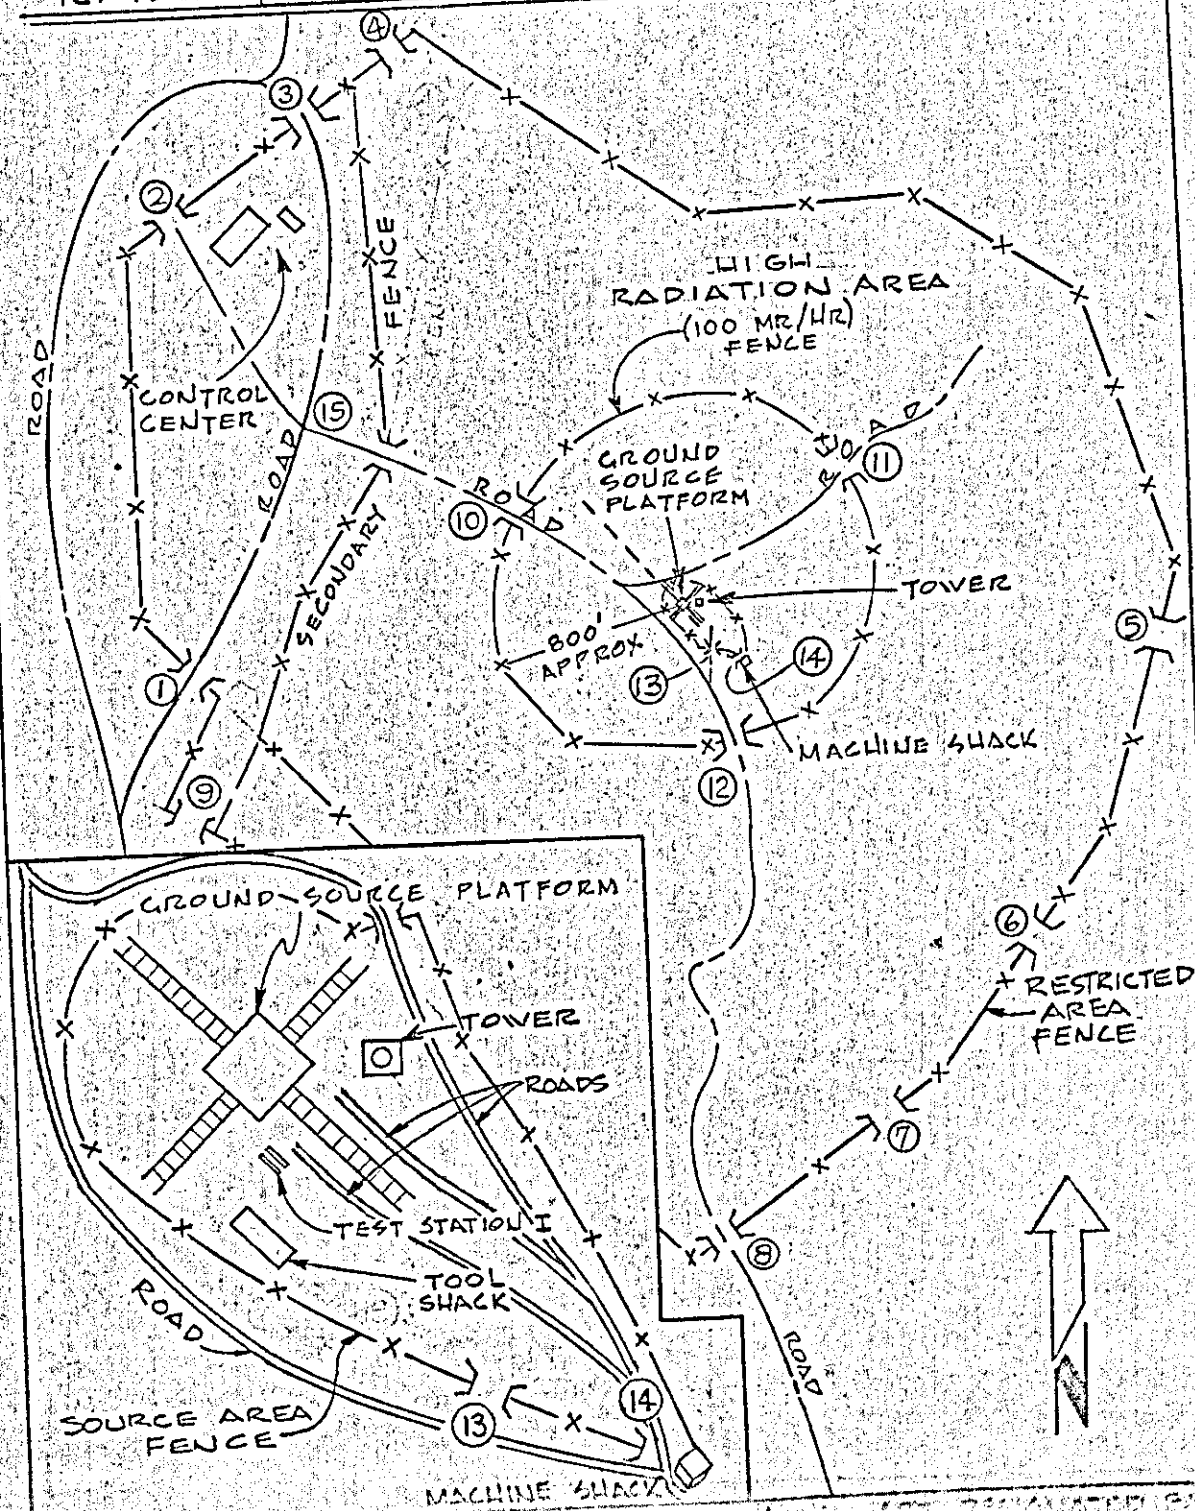 4
3
2
ROAD
FENCE
HIGH
RADIATION AREA
(100 MR/HR)
FENCE
CONTROL
CENTER
15
ROAD
ROAD
11
GROUND
SOURCE
PLATFORM
ROAD
10
SECONDARY
TOWER
800'
APPROX
13
14
5
1
MACHINE SHACK
12
9
GROUND SOURCE PLATFORM
6
RESTRICTED
AREA
FENCE
TOWER
ROADS
7
TEST STATION I
8
TOOL
SHACK
ROAD
ROAD
14
SOURCE AREA
FENCE
13
MACHINE SHACK
N